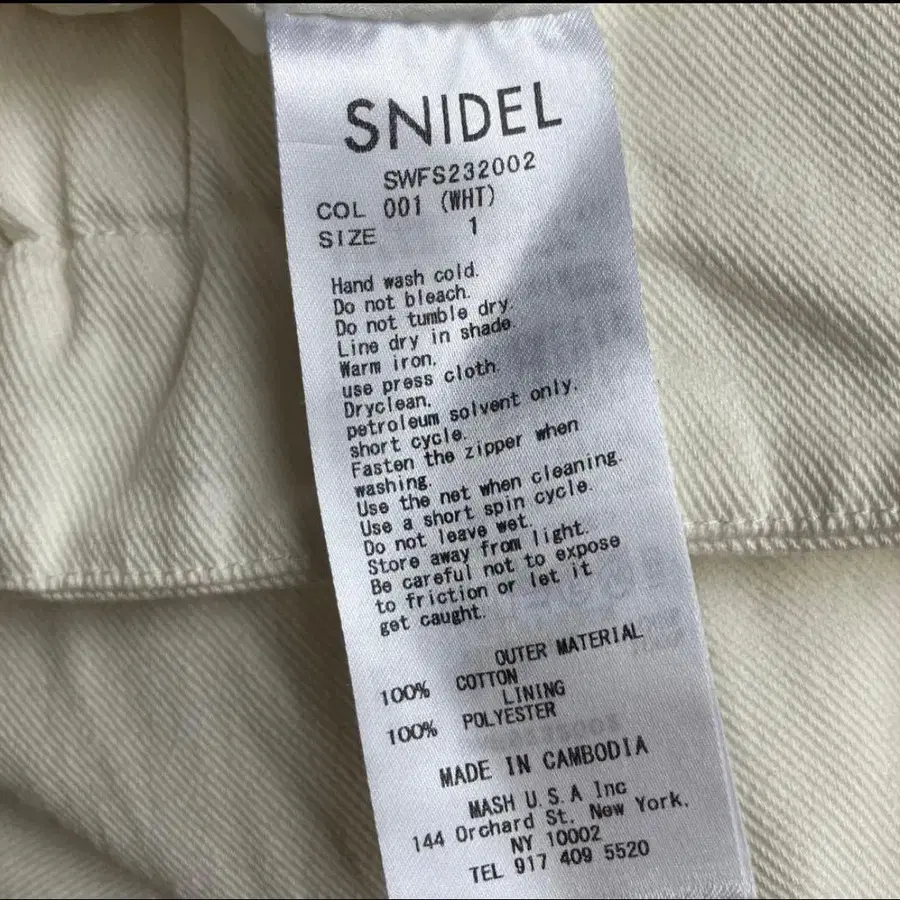 SNIDEL
SWFS232002
COL 001 (WHT)
SIZE 1
Hand wash cold.
Do not bleach.
Do not tumble dry
Line dry in shade.
Warm iron.
use press cloth.
Dryclean.
petroleum solvent only.
short cycle.
Fasten the zipper when
washing.
Use the net when cleaning.
Use a short spin cycle.
Do not leave wet.
Store away from light.
Be careful not to expose
to friction or let it
get caught.
OUTER MATERIAL
100% COTTON
LINING
100% POLYESTER
MADE IN CAMBODIA
MASH U.S.A Inc
144 Orchard St. New York.
NY 10002
TEL 917 409 5520